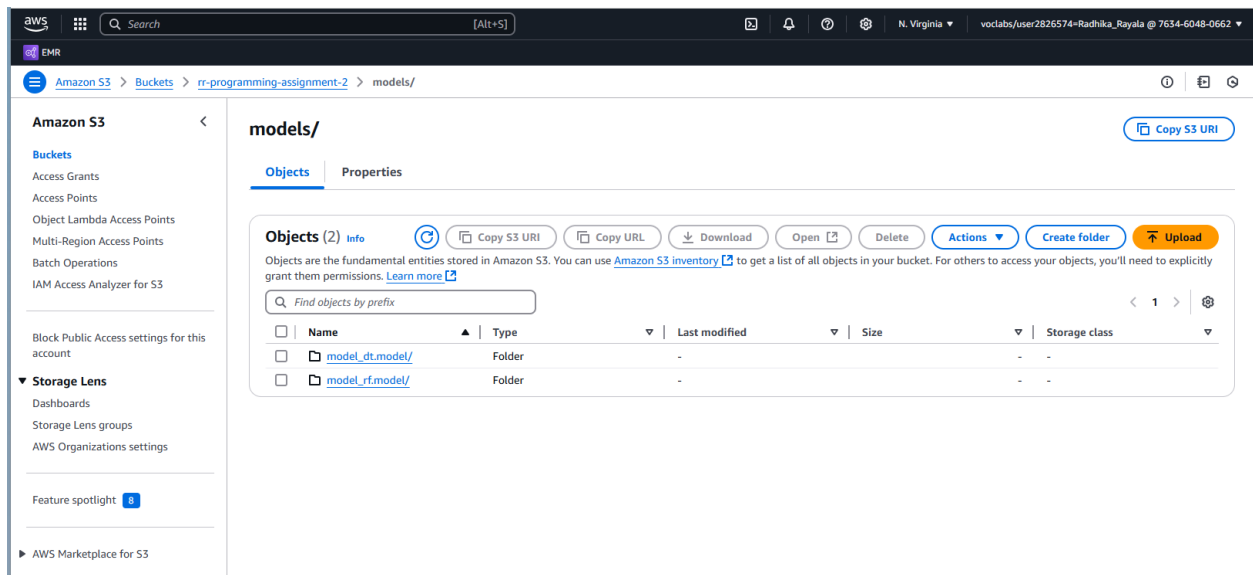 aws
Search [Alt+S] N. Virginia ▼ voclabs/user2826574=Radhika_Rayala @ 7634-6048-0662 ▼
EMR
Amazon S3 > Buckets > rr-programming-assignment-2 > models/
Amazon S3
Buckets
Access Grants
Access Points
Object Lambda Access Points
Multi-Region Access Points
Batch Operations
IAM Access Analyzer for S3
Block Public Access settings for this
account
▼ Storage Lens
Dashboards
Storage Lens groups
AWS Organizations settings
Feature spotlight 8
▶ AWS Marketplace for S3
models/
Copy S3 URI
Objects Properties
Objects (2) Info Copy S3 URI Copy URL Download Open Delete Actions ▼ Create folder Upload
Objects are the fundamental entities stored in Amazon S3. You can use Amazon S3 inventory to get a list of all objects in your bucket. For others to access your objects, you'll need to explicitly
grant them permissions. Learn more
Find objects by prefix < 1 >
Name Type Last modified Size Storage class
model_dt.model/ Folder - - -
model_rf.model/ Folder - - -